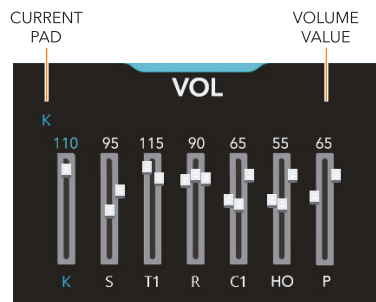 CURRENT PAD
VOLUME VALUE
VOL
K
110 95 115 90 65 55 65
K S T1 R C1 HO P